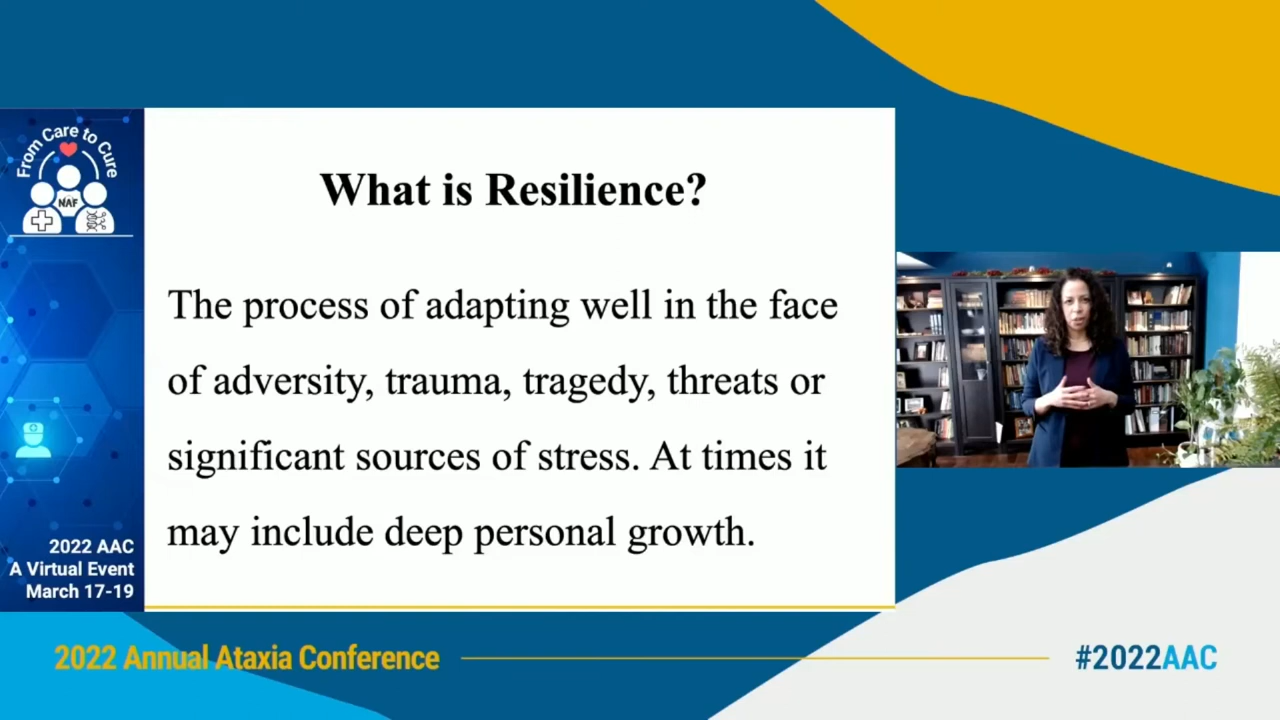 From Care to Cure
NAF
What is Resilience?
The process of adapting well in the face
of adversity, trauma, tragedy, threats or
significant sources of stress. At times it
may include deep personal growth.
2022 AAC
A Virtual Event
March 17-19
2022 Annual Ataxia Conference
#2022AAC